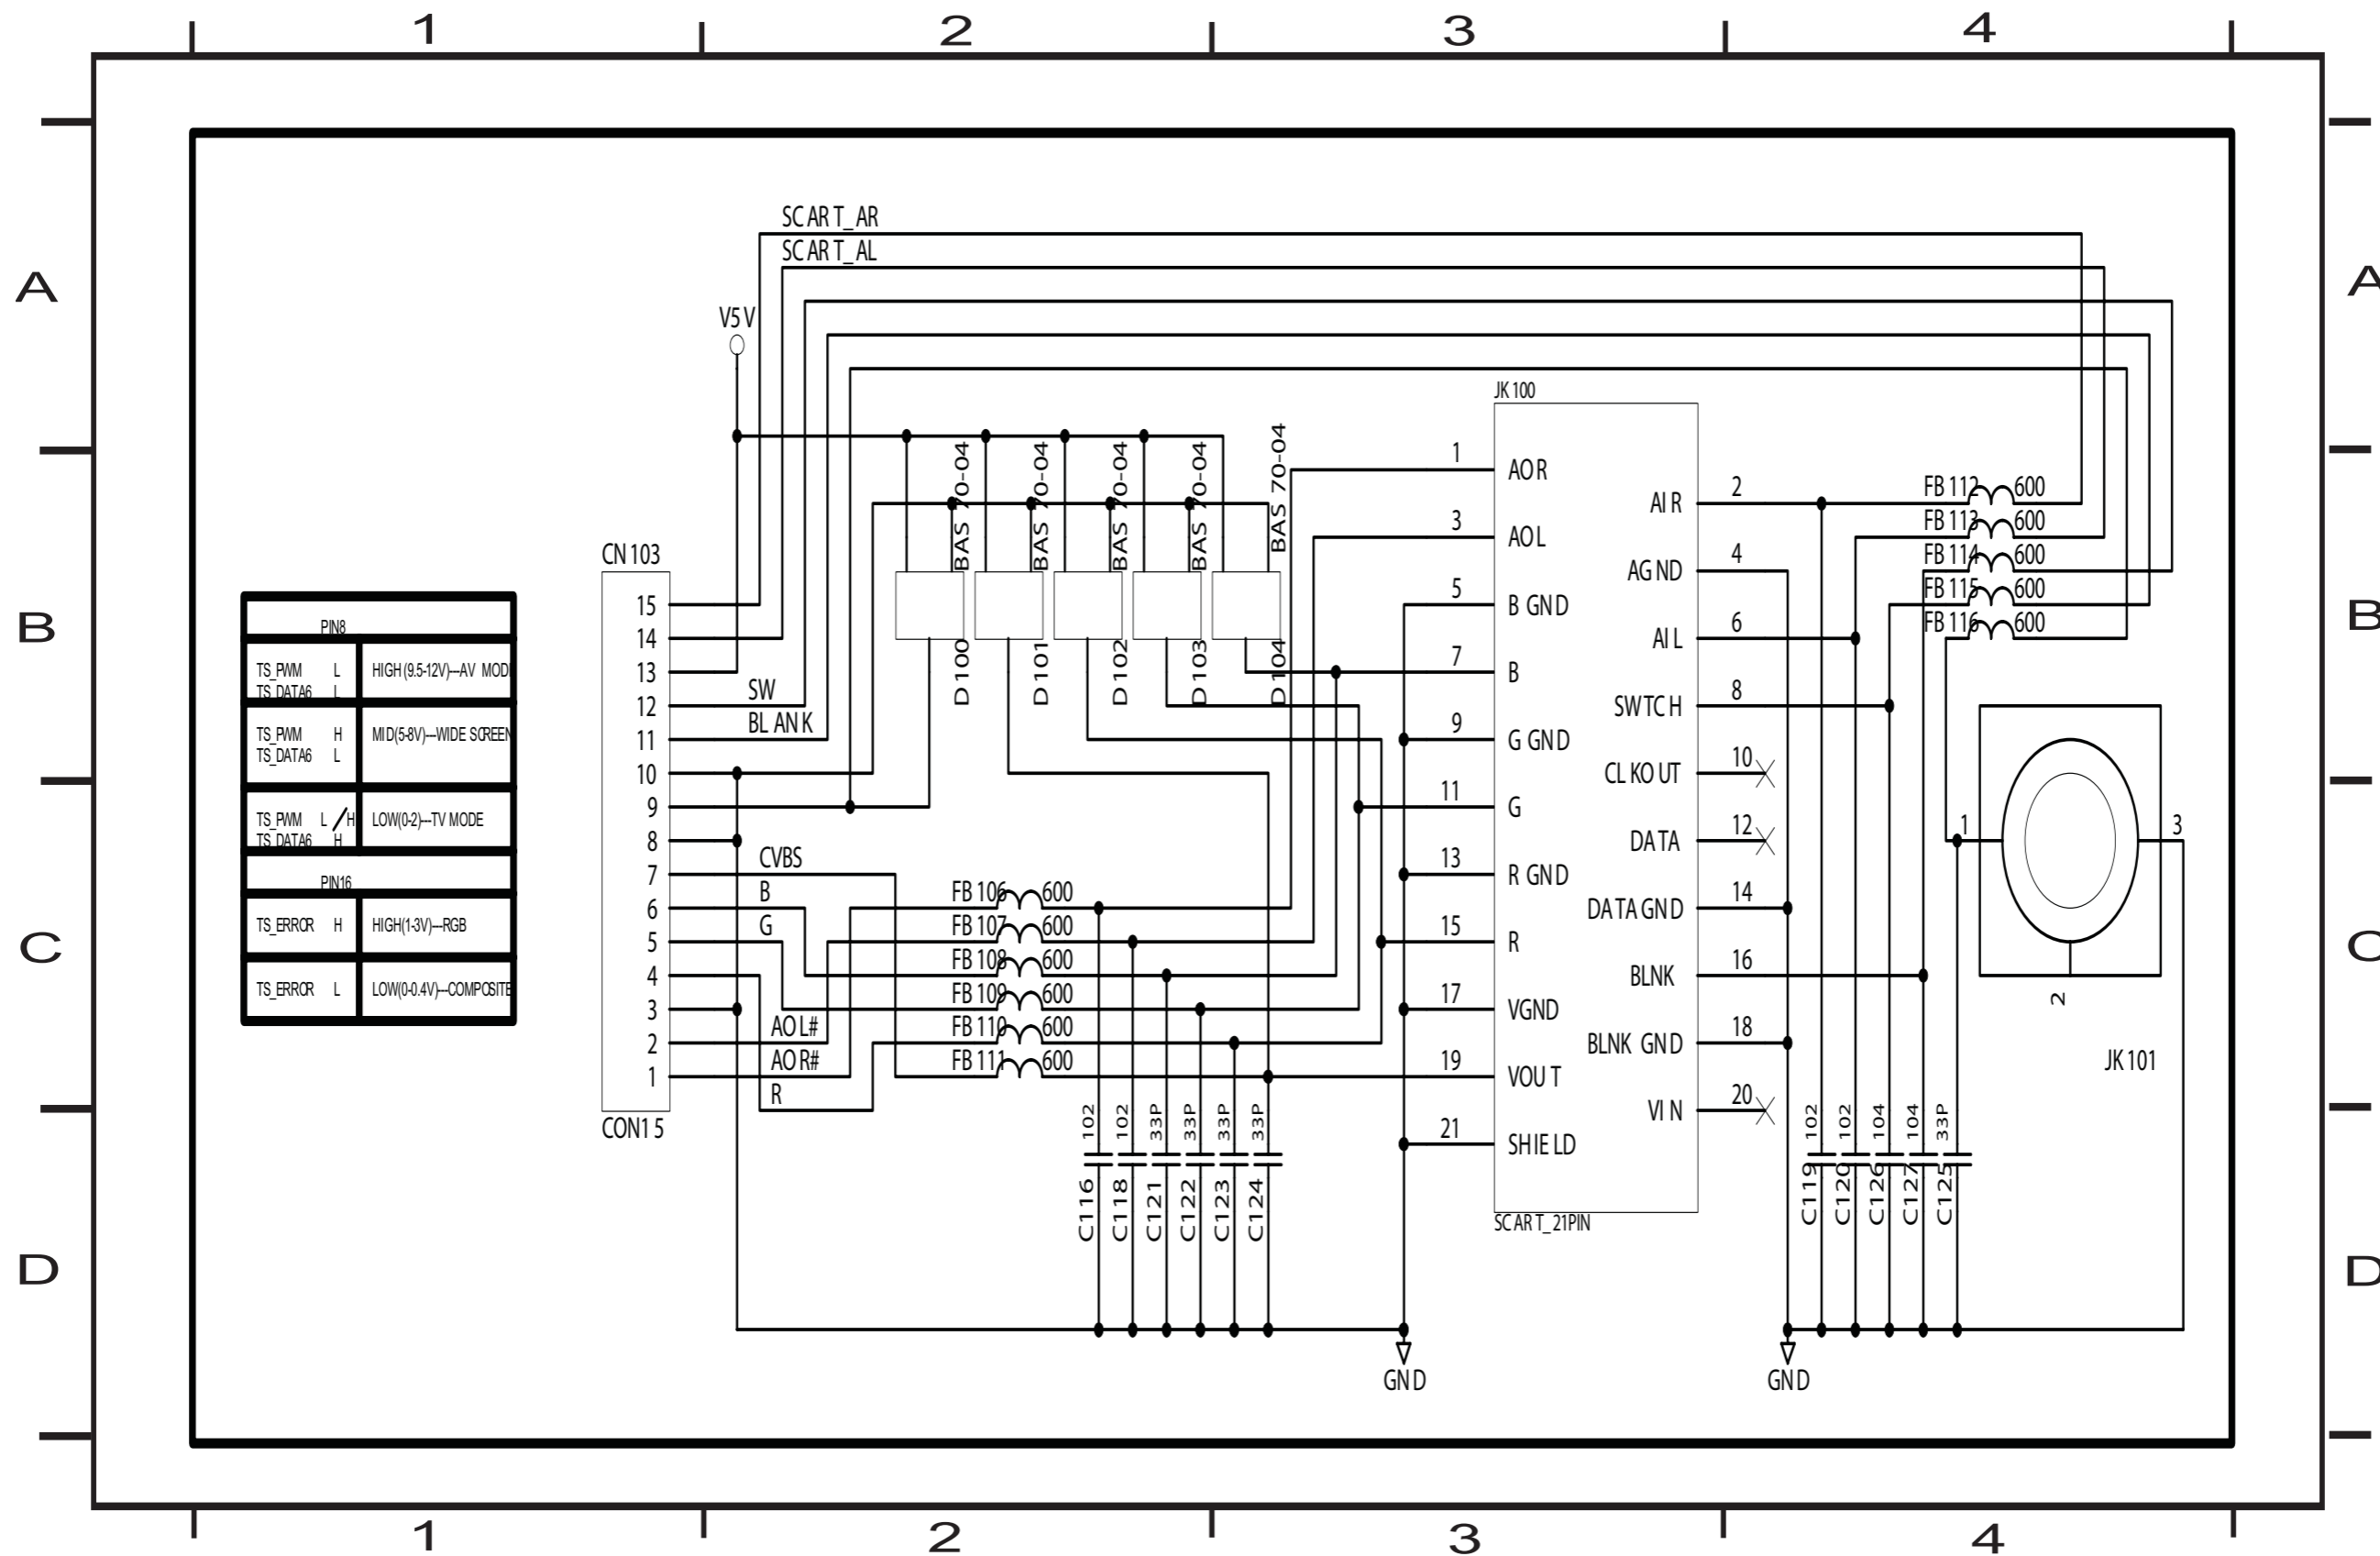 1 2 3 4
A A
B B
C C
D D
1 2 3 4
SCART_AR
SCART_AL
V5V
PIN8
TS_PWM L HIGH(9.5-12V)---AV MOD
TS_DATA6 L
TS_PWM H MID(5-8V)---WIDE SCREEN
TS_DATA6 L
TS_PWM L/H LOW(0-2)---TV MODE
TS_DATA6 H
PIN16
TS_ERROR H HIGH(1-3V)---RGB
TS_ERROR L LOW(0-0.4V)---COMPOSITE
CN103
15
14
13
12
11
10
9
8
7
6
5
4
3
2
1
CON15
SW
BLANK
CVBS
B
G
AOL#
AOR#
R
BAS 70-04
BAS 70-04
BAS 70-04
BAS 70-04
BAS 70-04
D100
D101
D102
D103
D104
FB106 600
FB107 600
FB108 600
FB109 600
FB110 600
FB111 600
102
102
33P
33P
33P
33P
C116
C118
C121
C122
C123
C124
GND
JK100
1 AOR
3 AOL
5 B GND
7 B
9 G GND
11 G
13 R GND
15 R
17 VGND
19 VOUT
21 SHIELD
AIR 2
AGND 4
AIL 6
SWTCH 8
CLKOUT 10
DATA 12
DATAGND 14
BLNK 16
BLNK GND 18
VIN 20
SCART_21PIN
FB112 600
FB113 600
FB114 600
FB115 600
FB116 600
1
3
2
JK101
102
102
104
104
33P
C119
C120
C126
C127
C125
GND